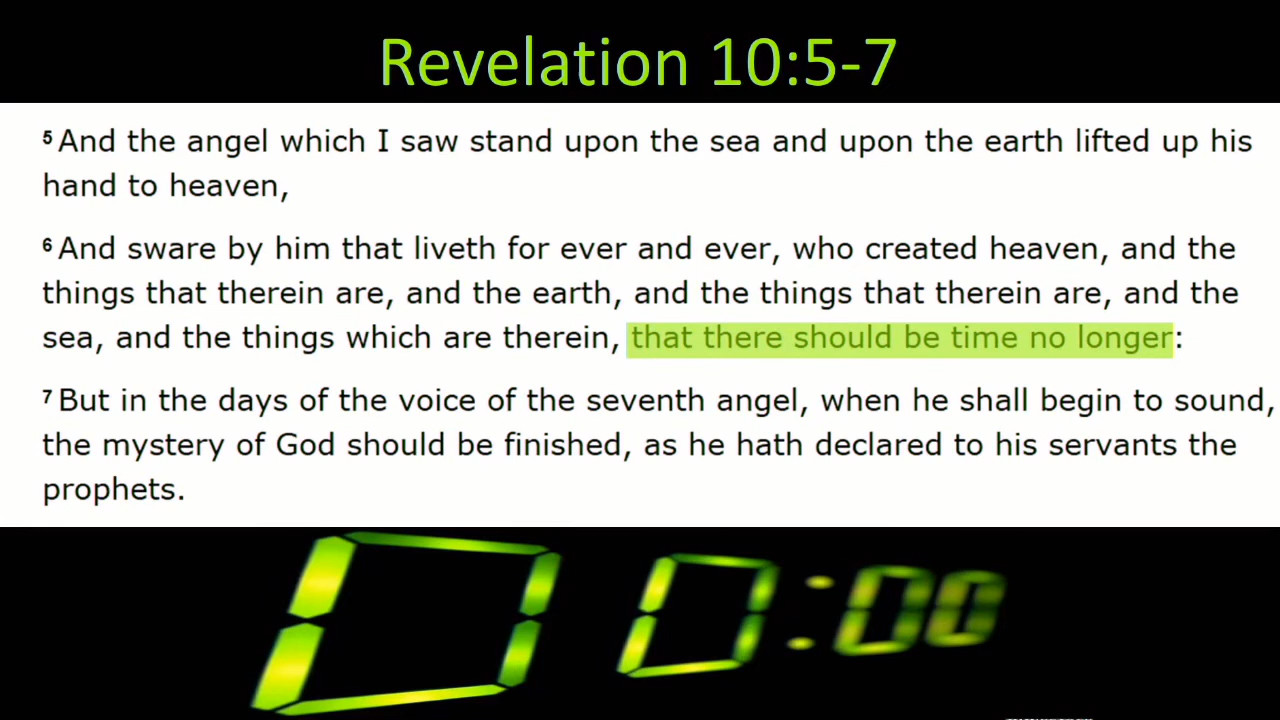 Revelation 10:5-7
5 And the angel which I saw stand upon the sea and upon the earth lifted up his
hand to heaven,
6 And sware by him that liveth for ever and ever, who created heaven, and the
things that therein are, and the earth, and the things that therein are, and the
sea, and the things which are therein, that there should be time no longer:
7 But in the days of the voice of the seventh angel, when he shall begin to sound,
the mystery of God should be finished, as he hath declared to his servants the
prophets.
00:00